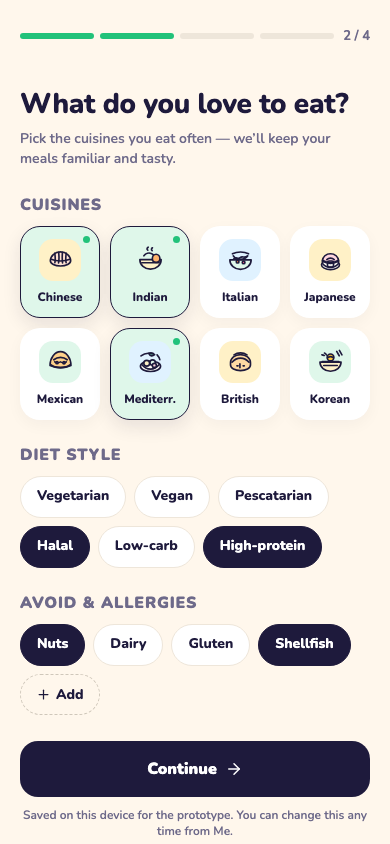 2 / 4
What do you love to eat?
Pick the cuisines you eat often — we'll keep your
meals familiar and tasty.
CUISINES
Chinese
Indian
Italian
Japanese
Mexican
Mediterr.
British
Korean
DIET STYLE
Vegetarian
Vegan
Pescatarian
Halal
Low-carb
High-protein
AVOID & ALLERGIES
Nuts
Dairy
Gluten
Shellfish
+ Add
Continue →
Saved on this device for the prototype. You can change this any
time from Me.